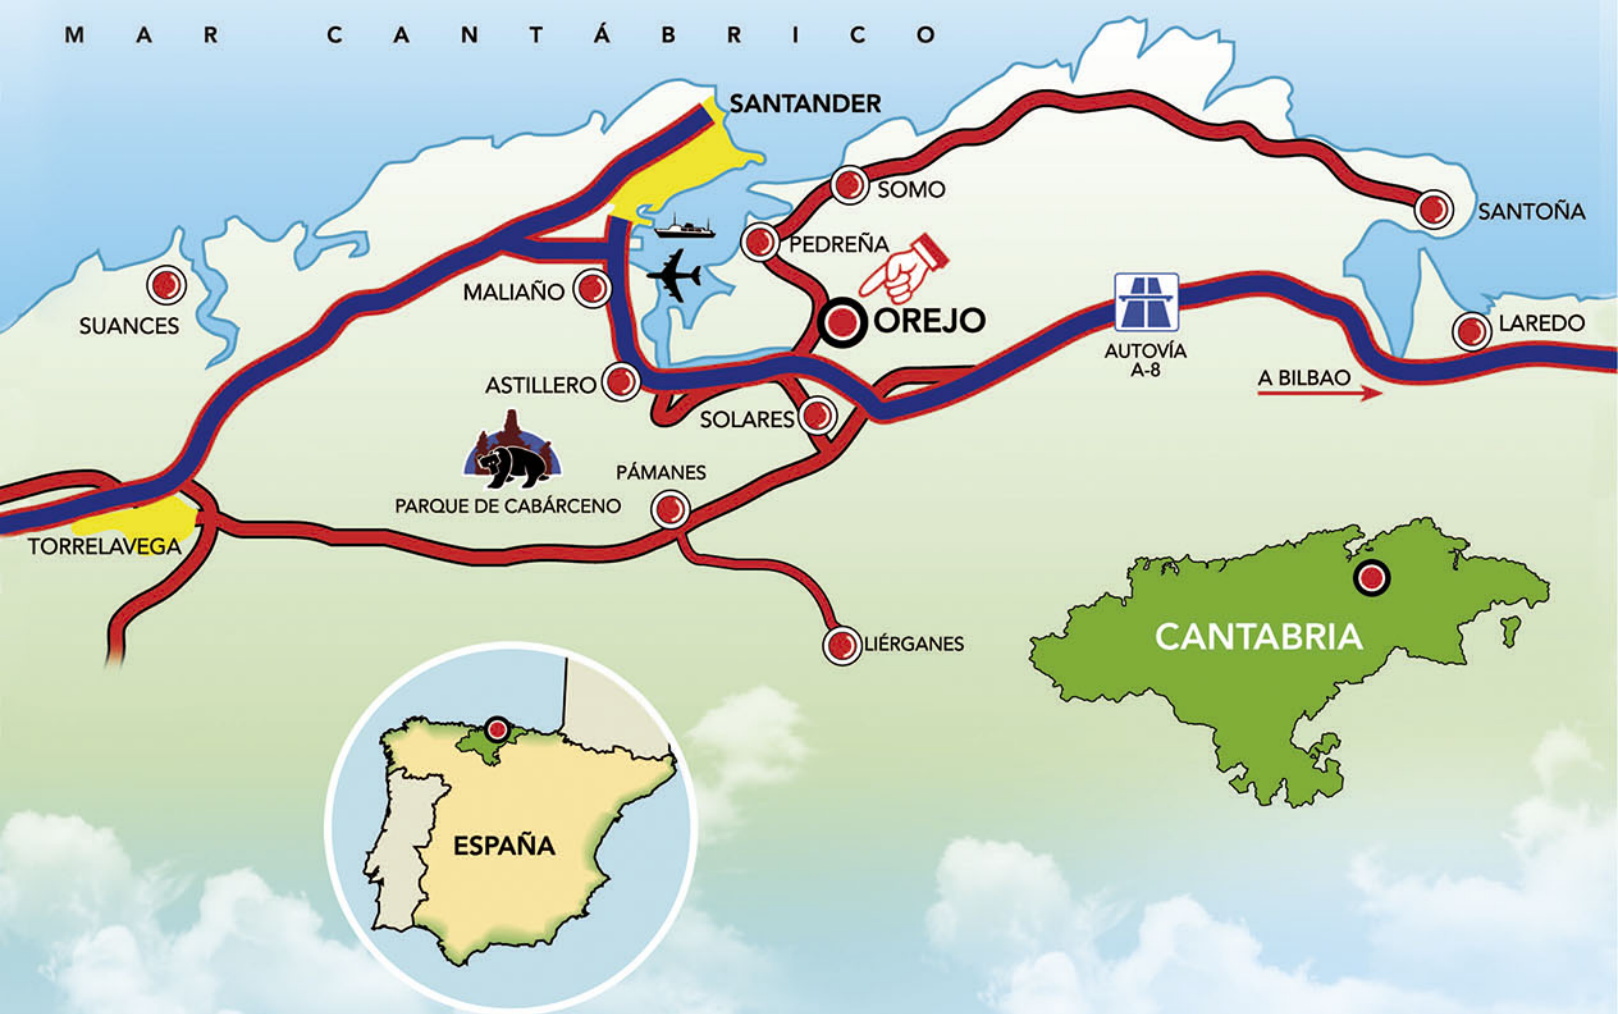 MAR CANTÁBRICO
SANTANDER
SOMO
SANTOÑA
PEDREÑA
MALIAÑO
SUANCES
OREJO
LAREDO
AUTOVÍA
A-8
A BILBAO
ASTILLERO
SOLARES
PÁMANES
PARQUE DE CABÁRCENO
TORRELAVEGA
LIÉRGANES
CANTABRIA
ESPAÑA